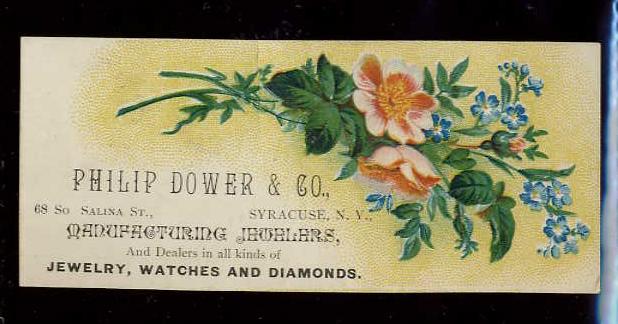 PHILIP DOWER & CO.,
68 So SALINA ST., SYRACUSE, N. Y.,
MANUFACTURING JEWELERS,
And Dealers in all kinds of
JEWELRY, WATCHES AND DIAMONDS.